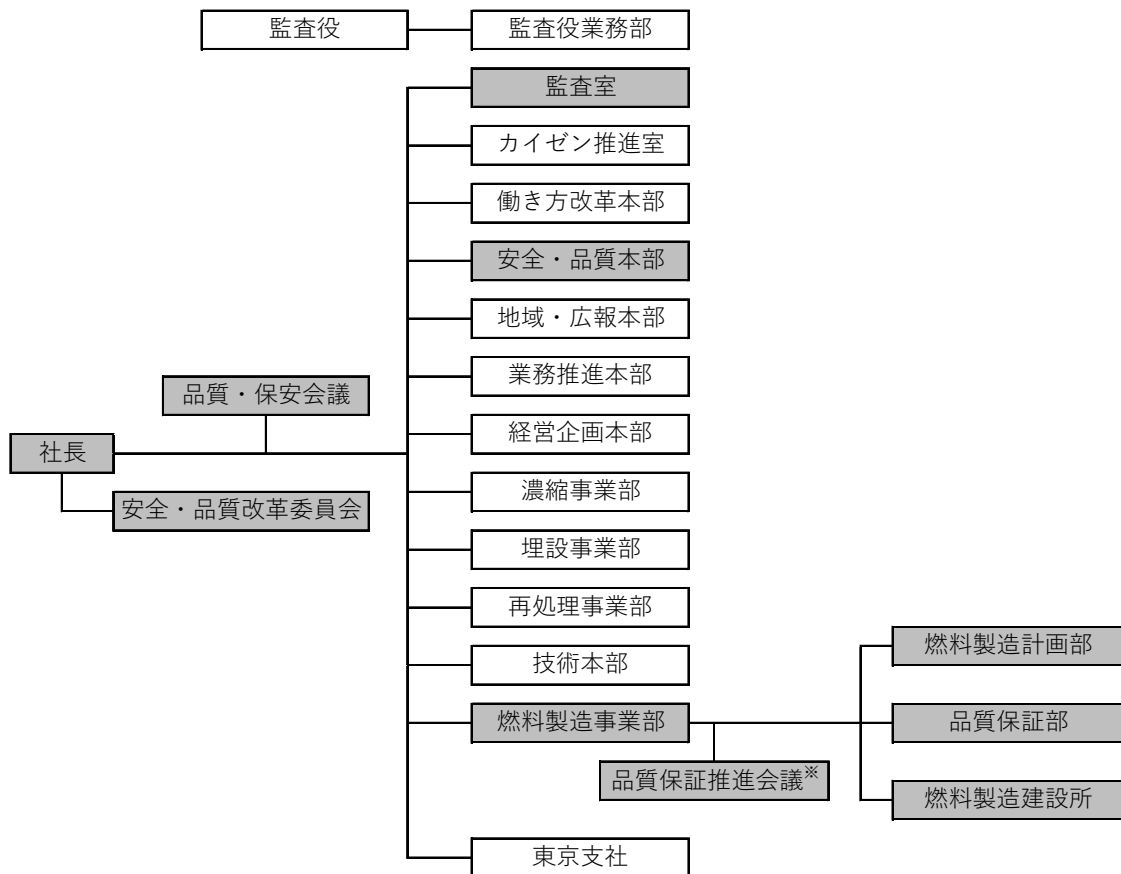 監査役
監査役業務部
監査室
カイゼン推進室
働き方改革本部
安全・品質本部
地域・広報本部
業務推進本部
品質・保安会議
経営企画本部
社長
濃縮事業部
安全・品質改革委員会
埋設事業部
再処理事業部
燃料製造計画部
技術本部
燃料製造事業部
品質保証部
品質保証推進会議※
燃料製造建設所
東京支社